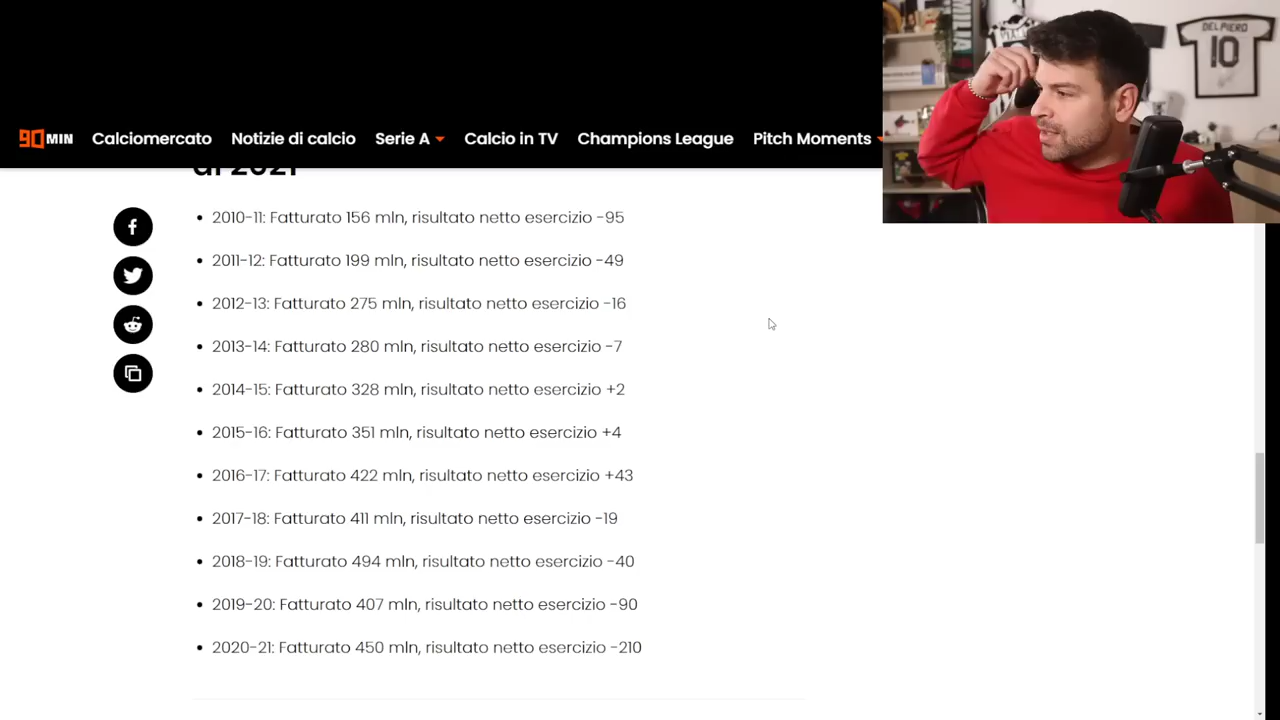 DEL PIERO
10
90MIN Calciomercato Notizie di calcio Serie A Calcio in TV Champions League Pitch Moments
• 2010-11: Fatturato 156 mln, risultato netto esercizio -95
• 2011-12: Fatturato 199 mln, risultato netto esercizio -49
• 2012-13: Fatturato 275 mln, risultato netto esercizio -16
• 2013-14: Fatturato 280 mln, risultato netto esercizio -7
• 2014-15: Fatturato 328 mln, risultato netto esercizio +2
• 2015-16: Fatturato 351 mln, risultato netto esercizio +4
• 2016-17: Fatturato 422 mln, risultato netto esercizio +43
• 2017-18: Fatturato 411 mln, risultato netto esercizio -19
• 2018-19: Fatturato 494 mln, risultato netto esercizio -40
• 2019-20: Fatturato 407 mln, risultato netto esercizio -90
• 2020-21: Fatturato 450 mln, risultato netto esercizio -210